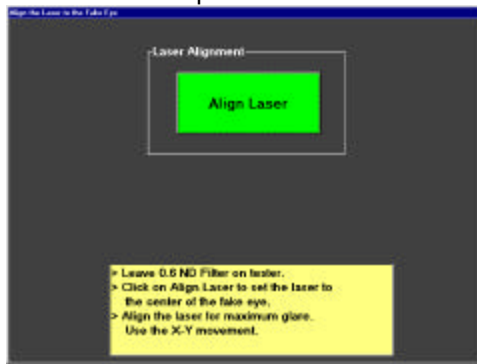 Align the Laser to the Fake Eye
Laser Alignment
Align Laser
> Leave 0.6 ND Filter on tester.
> Click on Align Laser to set the laser to
the center of the fake eye.
> Align the laser for maximum glare.
Use the X-Y movement.